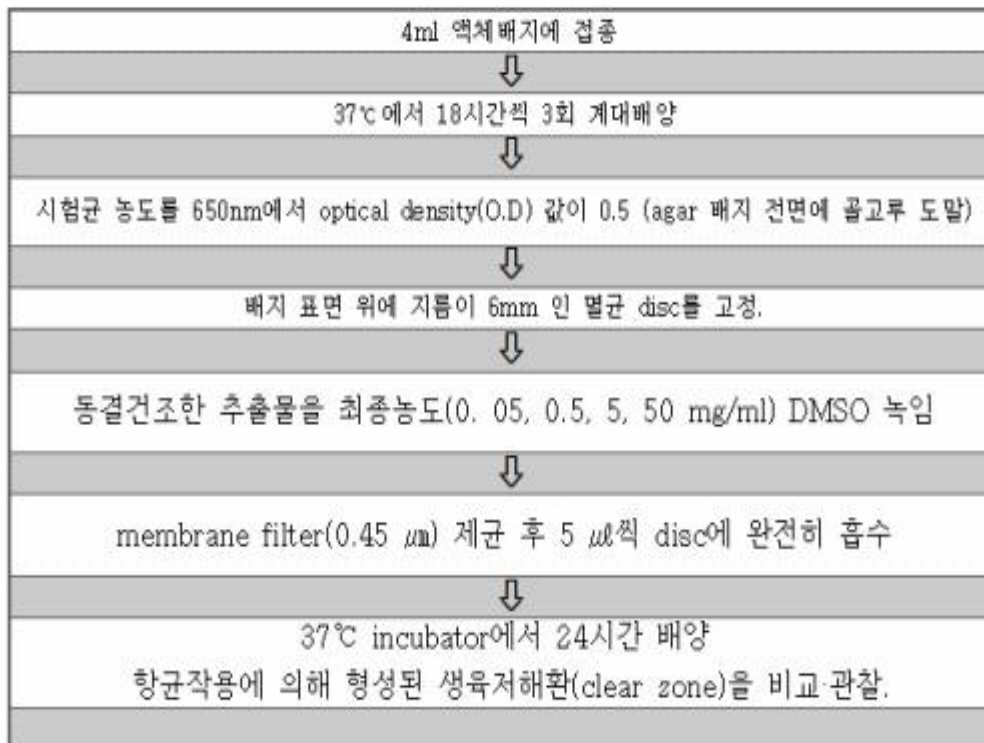 4ml 액체배지에 접종
37℃에서 18시간씩 3회 계대배양
시험균 농도를 650nm에서 optical density(O.D) 값이 0.5 (agar 배지 전면에 골고루 도말)
배지 표면 위에 지름이 6mm 인 멸균 disc를 고정.
동결건조한 추출물을 최종농도(0. 05, 0.5, 5, 50 mg/ml) DMSO 녹임
membrane filter(0.45 ㎛) 제균 후 5 ㎕씩 disc에 완전히 흡수
37℃ incubator에서 24시간 배양
항균작용에 의해 형성된 생육저해환(clear zone)을 비교·관찰.